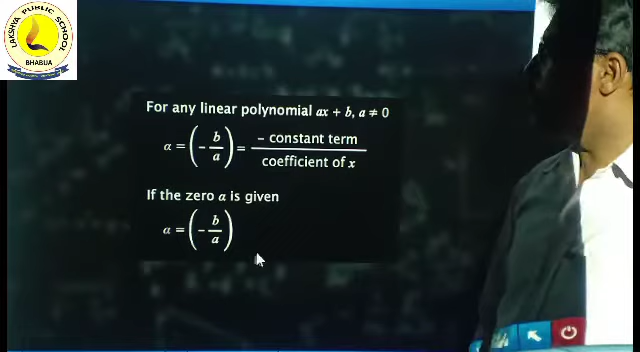 LAKSHYA PUBLIC SCHOOL
BHABUA
For any linear polynomial ax + b, a ≠ 0
α = (− b/a) = − constant term / coefficient of x
If the zero α is given
α = (− b/a)